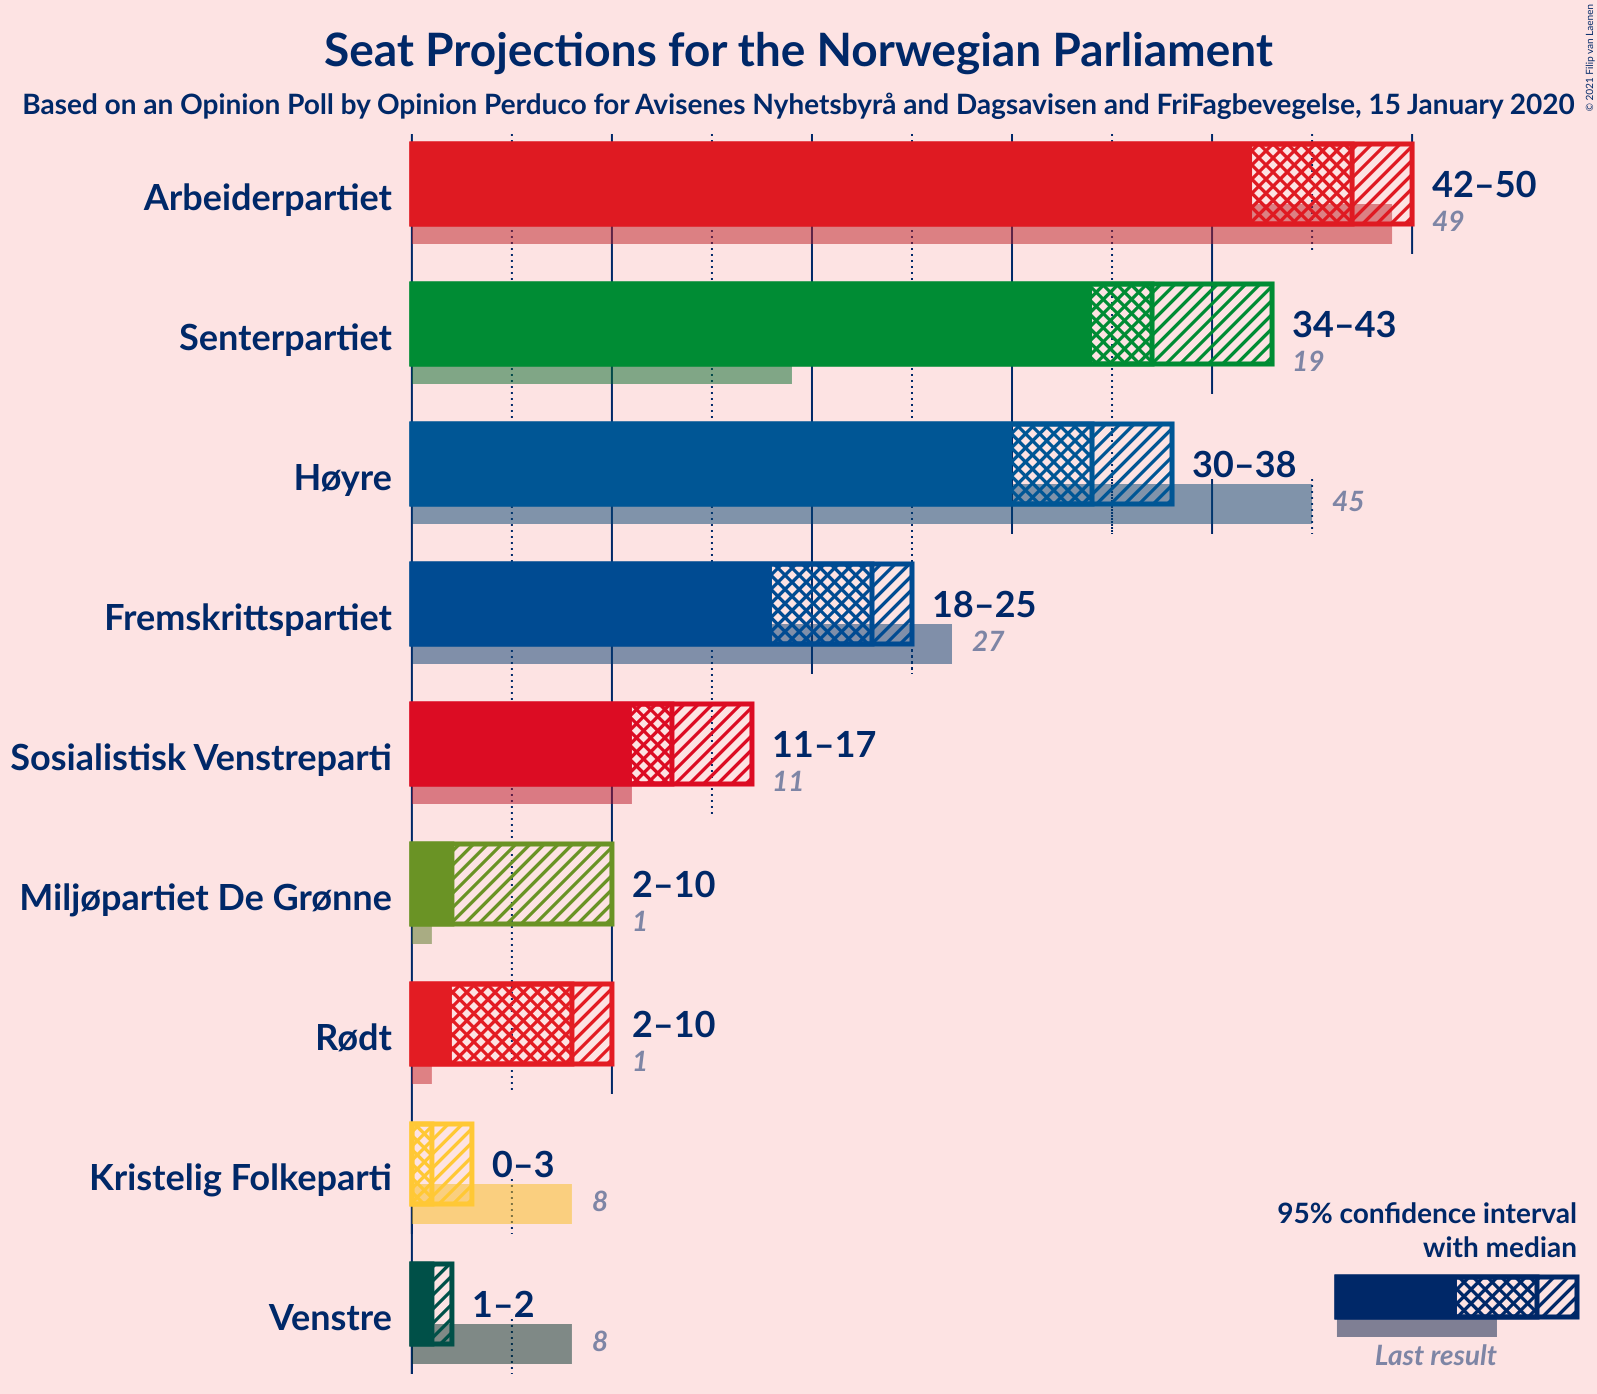 Seat Projections for the Norwegian Parliament
Based on an Opinion Poll by Opinion Perduco for Avisenes Nyhetsbyrå and Dagsavisen and FriFagbevegelse, 15 January 2020
© 2021 Filip van Laenen
Arbeiderpartiet
42–50
49
Senterpartiet
34–43
19
Høyre
30–38
45
Fremskrittspartiet
18–25
27
Sosialistisk Venstreparti
11–17
11
Miljøpartiet De Grønne
2–10
1
Rødt
2–10
1
Kristelig Folkeparti
0–3
8
Venstre
1–2
8
95% confidence interval
with median
Last result